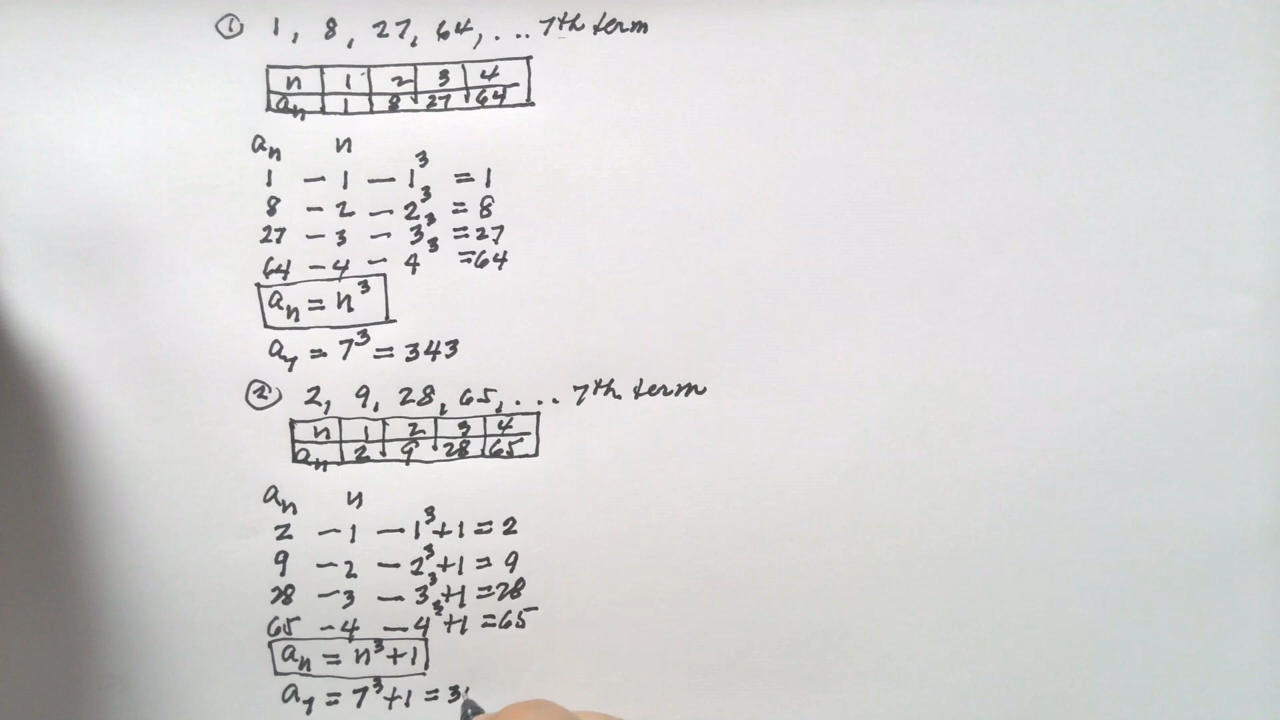 ① 1, 8, 27, 64, ... 7th term
n 1 2 3 4
aₙ 1 8 27 64
aₙ n
1 – 1 – 1³ = 1
8 – 2 – 2³ = 8
27 – 3 – 3³ = 27
64 – 4 – 4³ = 64
aₙ = n³
a₇ = 7³ = 343
② 2, 9, 28, 65, ... 7th term
n 1 2 3 4
aₙ 2 9 28 65
aₙ n
2 – 1 – 1³+1 = 2
9 – 2 – 2³+1 = 9
28 – 3 – 3³+1 = 28
65 – 4 – 4³+1 = 65
aₙ = n³+1
a₇ = 7³+1 = 3